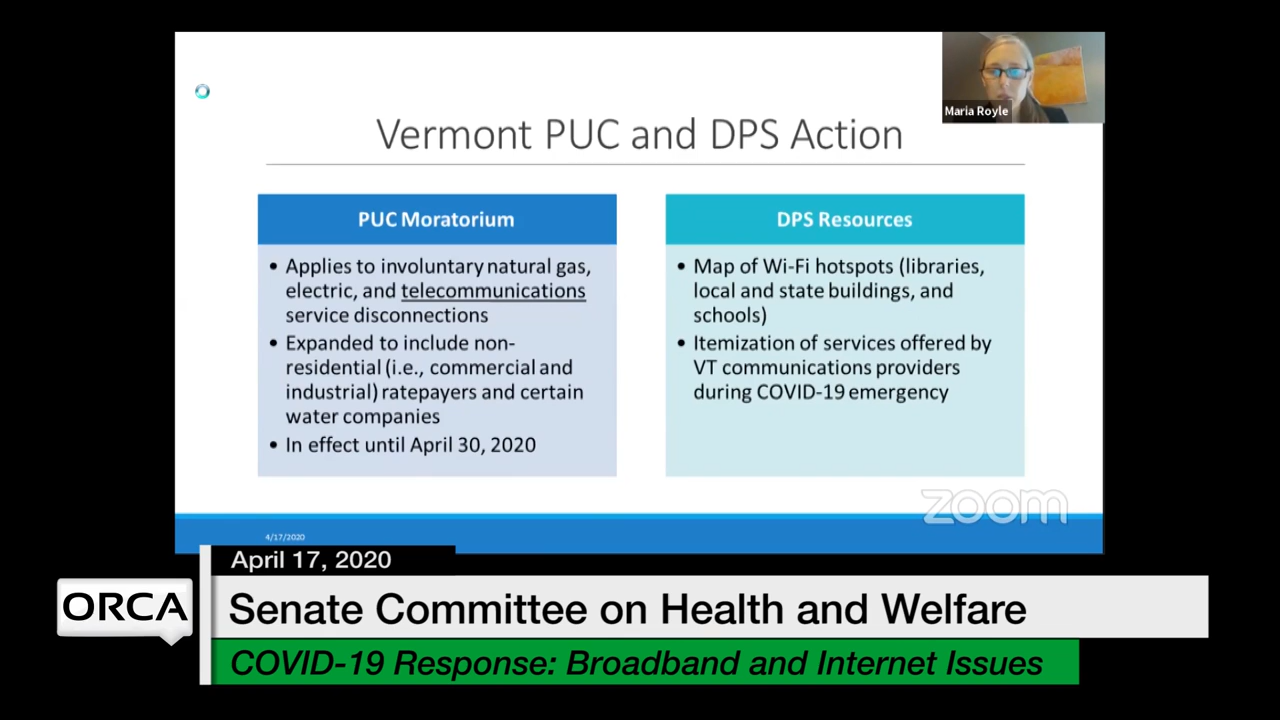 Maria Royle
Vermont PUC and DPS Action
PUC Moratorium
• Applies to involuntary natural gas,
electric, and telecommunications
service disconnections
• Expanded to include non-
residential (i.e., commercial and
industrial) ratepayers and certain
water companies
• In effect until April 30, 2020
DPS Resources
• Map of Wi-Fi hotspots (libraries,
local and state buildings, and
schools)
• Itemization of services offered by
VT communications providers
during COVID-19 emergency
zoom
4/17/2020
April 17, 2020
ORCA
Senate Committee on Health and Welfare
COVID-19 Response: Broadband and Internet Issues